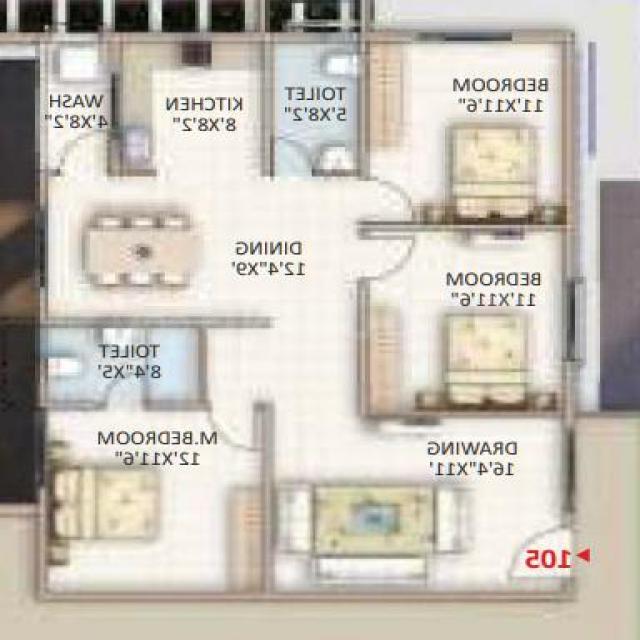 WASH
4'X8'2"
KITCHEN
8'X8'2"
TOILET
5'X8'2"
BEDROOM
11'X11'6"
DINING
12'4"X9'
BEDROOM
11'X11'6"
TOILET
8'4"X5'
M.BEDROOM
12'X11'6"
DRAWING
16'4"X11'
105